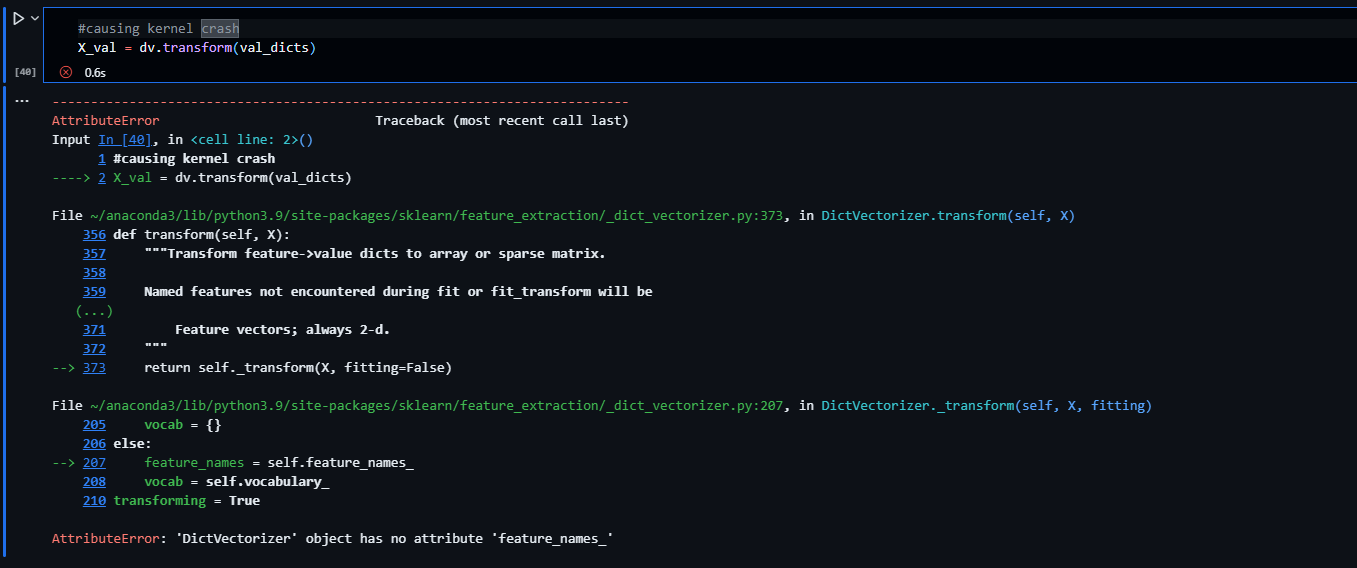 #causing kernel crash
X_val = dv.transform(val_dicts)
[40] 0.6s
...
---------------------------------------------------------------------------
AttributeError Traceback (most recent call last)
Input In [40], in <cell line: 2>()
1 #causing kernel crash
----> 2 X_val = dv.transform(val_dicts)
File ~/anaconda3/lib/python3.9/site-packages/sklearn/feature_extraction/_dict_vectorizer.py:373, in DictVectorizer.transform(self, X)
356 def transform(self, X):
357 """Transform feature->value dicts to array or sparse matrix.
358
359 Named features not encountered during fit or fit_transform will be
(...)
371 Feature vectors; always 2-d.
372 """
--> 373 return self._transform(X, fitting=False)
File ~/anaconda3/lib/python3.9/site-packages/sklearn/feature_extraction/_dict_vectorizer.py:207, in DictVectorizer._transform(self, X, fitting)
205 vocab = {}
206 else:
--> 207 feature_names = self.feature_names_
208 vocab = self.vocabulary_
210 transforming = True
AttributeError: 'DictVectorizer' object has no attribute 'feature_names_'